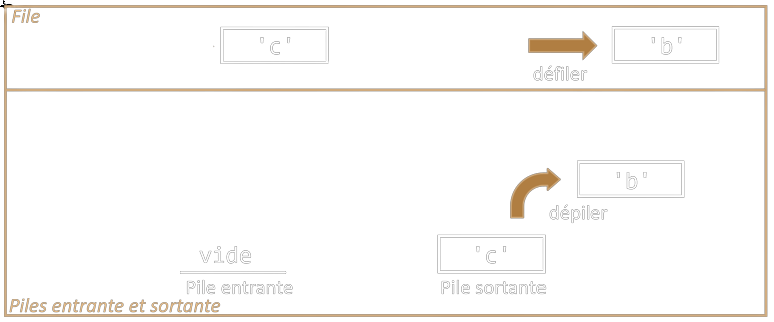 File
'c'
'b'
défiler
'b'
dépiler
vide
'c'
Pile entrante
Pile sortante
Piles entrante et sortante